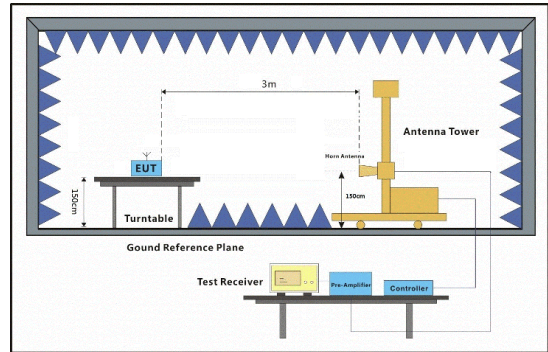 3m
Antenna Tower
Horn Antenna
EUT
150cm
150cm
Turntable
Gound Reference Plane
Test Receiver
Pre-Amplifier
Controller